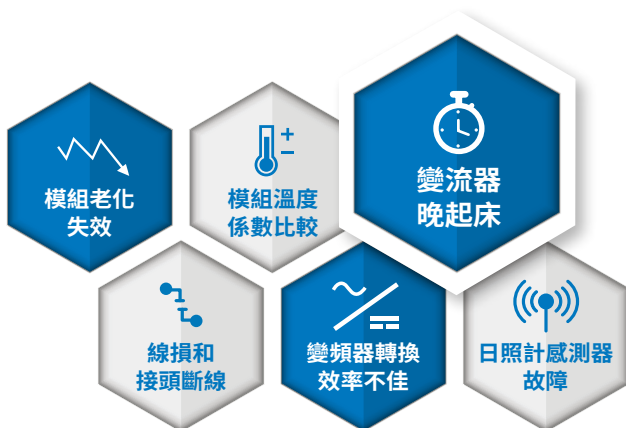 模組老化
失效
模組溫度
係數比較
變流器
晚起床
線損和
接頭斷線
變頻器轉換
效率不佳
日照計感測器
故障